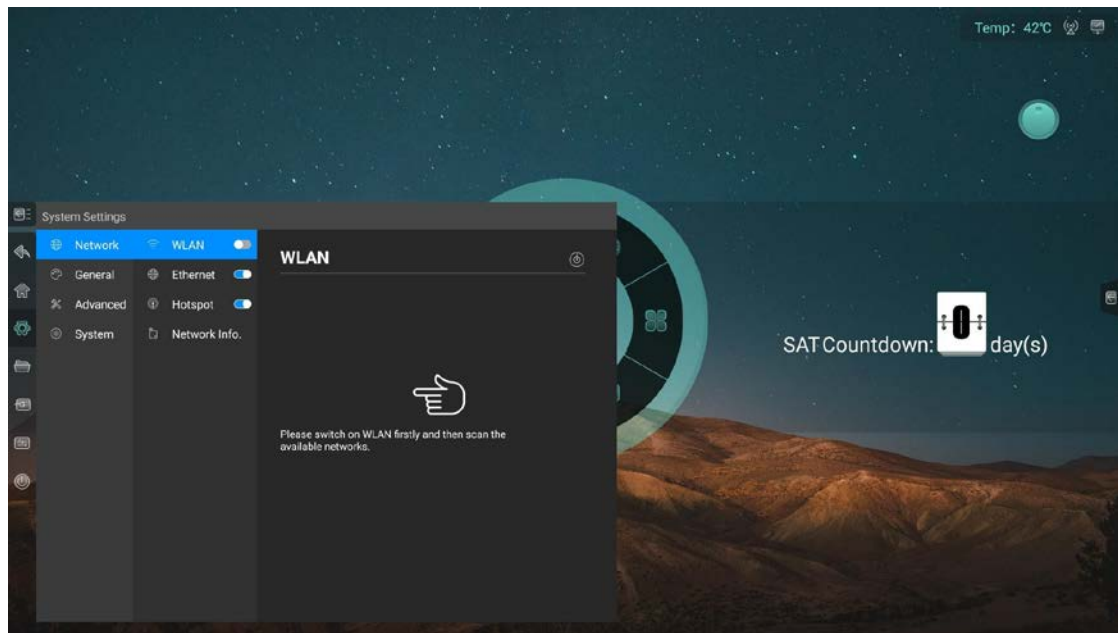 Temp: 42℃
System Settings
Network
WLAN
General
Ethernet
Advanced
Hotspot
System
Network Info.
WLAN
Please switch on WLAN firstly and then scan the
available networks.
SAT Countdown: 0 day(s)